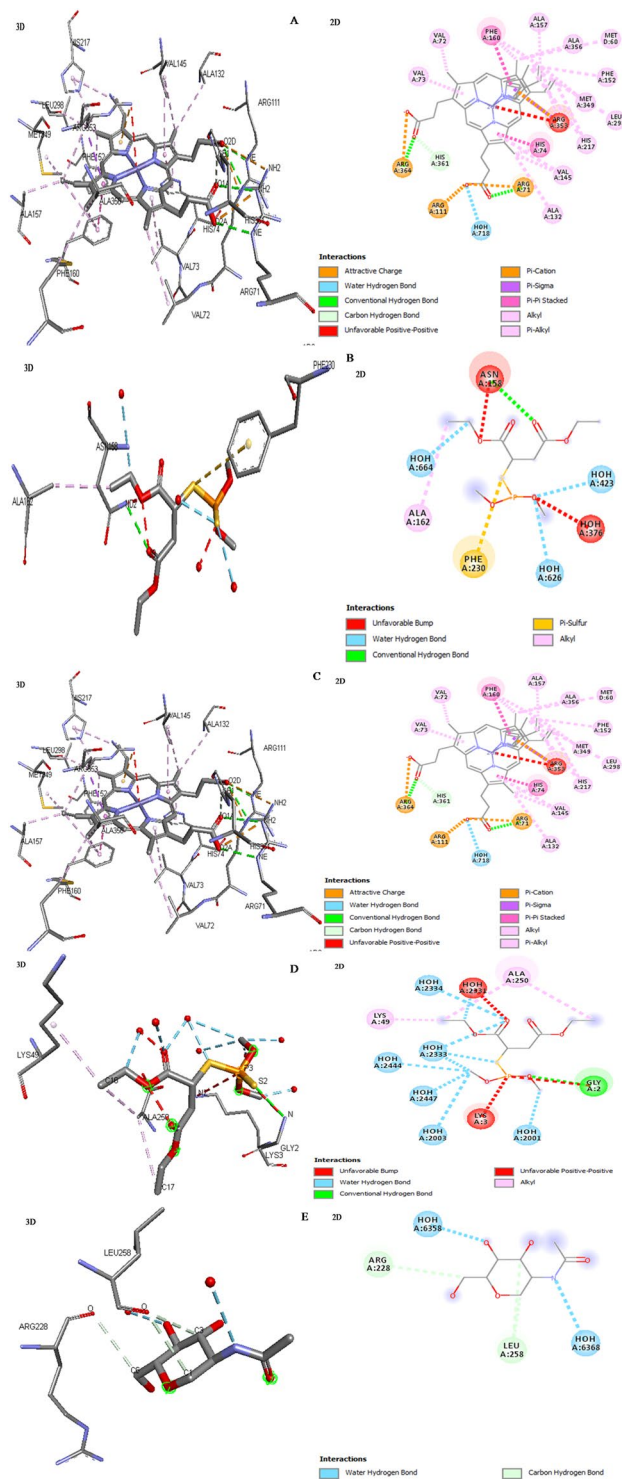 3D
A
2D
HIS217
VAL145
ALA132
LEU298
ARG111
MET349
ARG353
PHE152
O2D
NE
NH2
ALA356
ALA157
HIS74
VAL73
NE
PHE160
ARG71
VAL72
VAL
A:72
PHE
A:160
ALA
A:157
ALA
A:356
MET
D:60
VAL
A:73
PHE
A:152
MET
A:349
ARG
A:353
HIS
A:74
HIS
A:217
ARG
A:364
HIS
A:361
VAL
A:145
ARG
A:71
ARG
A:111
ALA
A:132
HOH
A:718
Interactions
Attractive Charge
Water Hydrogen Bond
Conventional Hydrogen Bond
Carbon Hydrogen Bond
Unfavorable Positive-Positive
Pi-Cation
Pi-Sigma
Pi-Pi Stacked
Alkyl
Pi-Alkyl
3D
B
2D
PHE230
ALA162
ND2
ASN
A:158
HOH
A:664
HOH
A:423
ALA
A:162
HOH
A:376
PHE
A:230
HOH
A:626
Interactions
Unfavorable Bump
Water Hydrogen Bond
Conventional Hydrogen Bond
Pi-Sulfur
Alkyl
3D
C
2D
HIS217
VAL145
ALA132
LEU298
ARG111
MET349
ARG353
PHE152
O2D
NE
NH2
ALA356
ALA157
HIS74
VAL73
NE
PHE160
ARG71
VAL72
VAL
A:72
PHE
A:160
ALA
A:157
ALA
A:356
MET
D:60
VAL
A:73
PHE
A:152
MET
A:349
LEU
A:298
ARG
A:353
HIS
A:74
HIS
A:217
ARG
A:364
HIS
A:361
VAL
A:145
ARG
A:71
ARG
A:111
ALA
A:132
HOH
A:718
Interactions
Attractive Charge
Water Hydrogen Bond
Conventional Hydrogen Bond
Carbon Hydrogen Bond
Unfavorable Positive-Positive
Pi-Cation
Pi-Sigma
Pi-Pi Stacked
Alkyl
Pi-Alkyl
3D
D
2D
LYS49
P3
S2
N
GLY2
LYS3
C17
HOH
A:2334
ALA
A:250
LYS
A:49
HOH
A:2333
HOH
A:2444
HOH
A:2447
GLY
A:2
LYS
A:3
HOH
A:2003
HOH
A:2001
Interactions
Unfavorable Bump
Water Hydrogen Bond
Conventional Hydrogen Bond
Unfavorable Positive-Positive
Alkyl
3D
E
2D
LEU258
ARG228
O
O
C3
C1
C6
HOH
A:6358
ARG
A:228
LEU
A:258
HOH
A:6368
Interactions
Water Hydrogen Bond
Carbon Hydrogen Bond